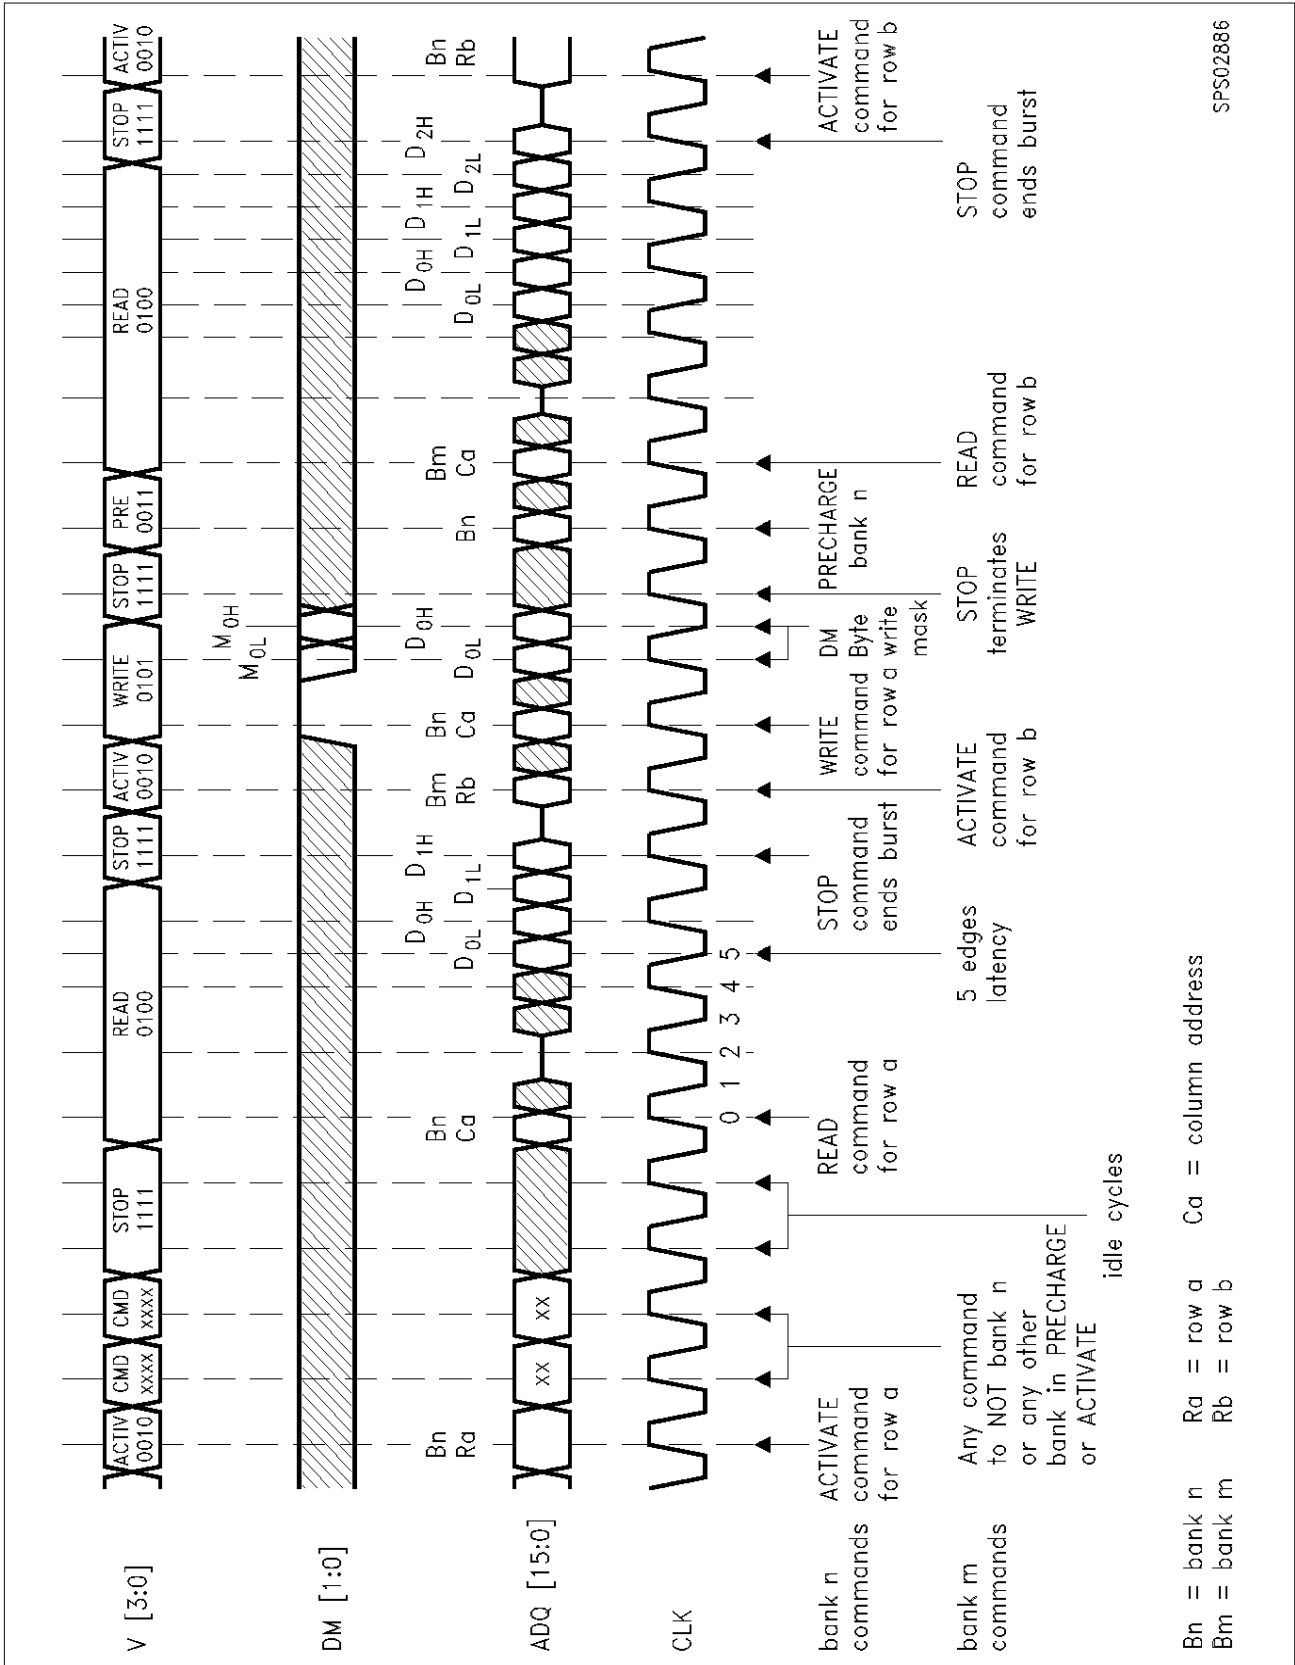 V [3:0]
ACTIV
0010
CMD
xxxx
CMD
xxxx
STOP
1111
READ
0100
STOP
1111
ACTIV
0010
WRITE
0101
STOP
1111
PRE
0011
READ
0100
STOP
1111
ACTIV
0010
DM [1:0]
M0L
M0H
ADQ [15:0]
Bn
Ra
xx
xx
Bn
Ca
D0L
D0H
D1L
D1H
Bm
Rb
Bn
Ca
D0L
D0H
Bn
Bm
Ca
D0L
D0H
D1L
D1H
D2L
D2H
Bn
Rb
CLK
0 1 2 3 4 5
bank n
commands
ACTIVATE
command
for row a
READ
command
for row a
STOP
command
ends burst
WRITE
command
for row a
DM
Byte
write
mask
PRECHARGE
bank n
ACTIVATE
command
for row b
bank m
commands
Any command
to NOT bank n
or any other
bank in PRECHARGE
or ACTIVATE
idle cycles
5 edges
latency
ACTIVATE
command
for row b
STOP
terminates
WRITE
READ
command
for row b
STOP
command
ends burst
Bn = bank n Ra = row a Ca = column address
Bm = bank m Rb = row b
SPS02886